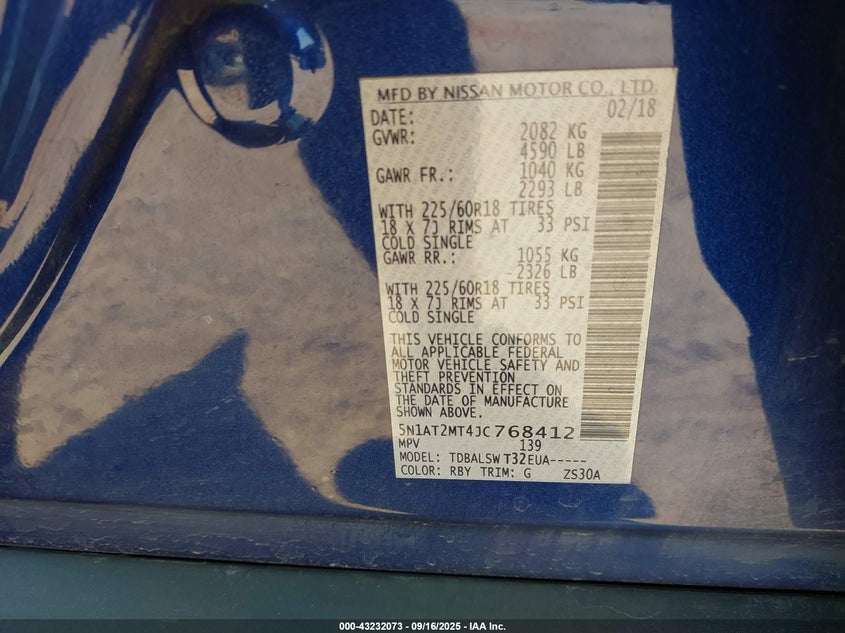 MFD BY NISSAN MOTOR CO., LTD.
DATE: 02/18
GVWR: 2082 KG
4590 LB
GAWR FR.: 1040 KG
2293 LB
WITH 225/60R18 TIRES
18 X 7J RIMS AT 33 PSI
COLD SINGLE
GAWR RR.: 1055 KG
2326 LB
WITH 225/60R18 TIRES
18 X 7J RIMS AT 33 PSI
COLD SINGLE
THIS VEHICLE CONFORMS TO
ALL APPLICABLE FEDERAL
MOTOR VEHICLE SAFETY AND
THEFT PREVENTION
STANDARDS IN EFFECT ON
THE DATE OF MANUFACTURE
SHOWN ABOVE.
5N1AT2MT4JC768412
MPV 139
MODEL: TDBALSW T32EUA-----
COLOR: RBY TRIM: G ZS30A
000-43232073 - 09/16/2025 - IAA Inc.